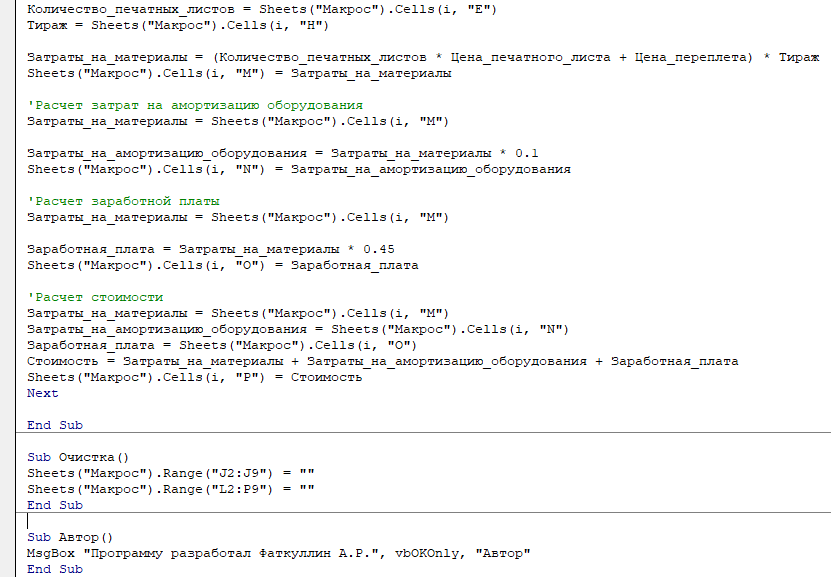 Количество_печатных_листов = Sheets("Макрос").Cells(i, "E")
Тираж = Sheets("Макрос").Cells(i, "H")
Затраты_на_материалы = (Количество_печатных_листов * Цена_печатного_листа + Цена_переплета) * Тираж
Sheets("Макрос").Cells(i, "M") = Затраты_на_материалы
'Расчет затрат на амортизацию оборудования
Затраты_на_материалы = Sheets("Макрос").Cells(i, "M")
Затраты_на_амортизацию_оборудования = Затраты_на_материалы * 0.1
Sheets("Макрос").Cells(i, "N") = Затраты_на_амортизацию_оборудования
'Расчет заработной платы
Затраты_на_материалы = Sheets("Макрос").Cells(i, "M")
Заработная_плата = Затраты_на_материалы * 0.45
Sheets("Макрос").Cells(i, "O") = Заработная_плата
'Расчет стоимости
Затраты_на_материалы = Sheets("Макрос").Cells(i, "M")
Затраты_на_амортизацию_оборудования = Sheets("Макрос").Cells(i, "N")
Заработная_плата = Sheets("Макрос").Cells(i, "O")
Стоимость = Затраты_на_материалы + Затраты_на_амортизацию_оборудования + Заработная_плата
Sheets("Макрос").Cells(i, "P") = Стоимость
Next
End Sub
Sub Очистка()
Sheets("Макрос").Range("J2:J9") = ""
Sheets("Макрос").Range("L2:P9") = ""
End Sub
Sub Автор()
MsgBox "Программу разработал Фаткуллин А.Р.", vbOKOnly, "Автор"
End Sub